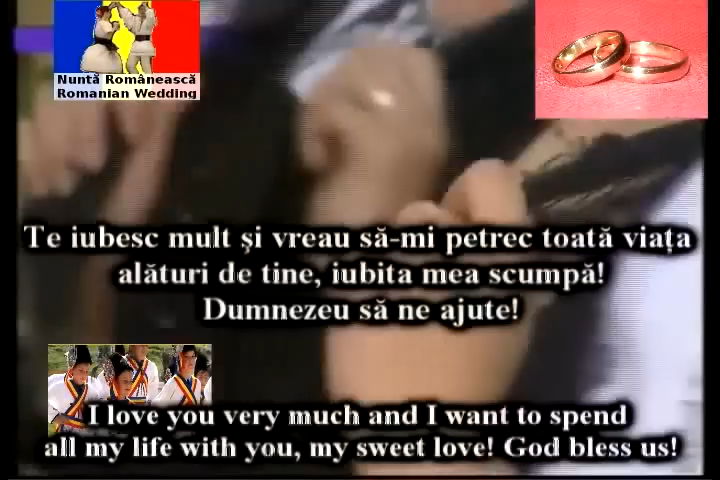 Nuntă Românească
Romanian Wedding
Te iubesc mult şi vreau să-mi petrec toată viaţa
alături de tine, iubita mea scumpă!
Dumnezeu să ne ajute!
I love you very much and I want to spend
all my life with you, my sweet love! God bless us!